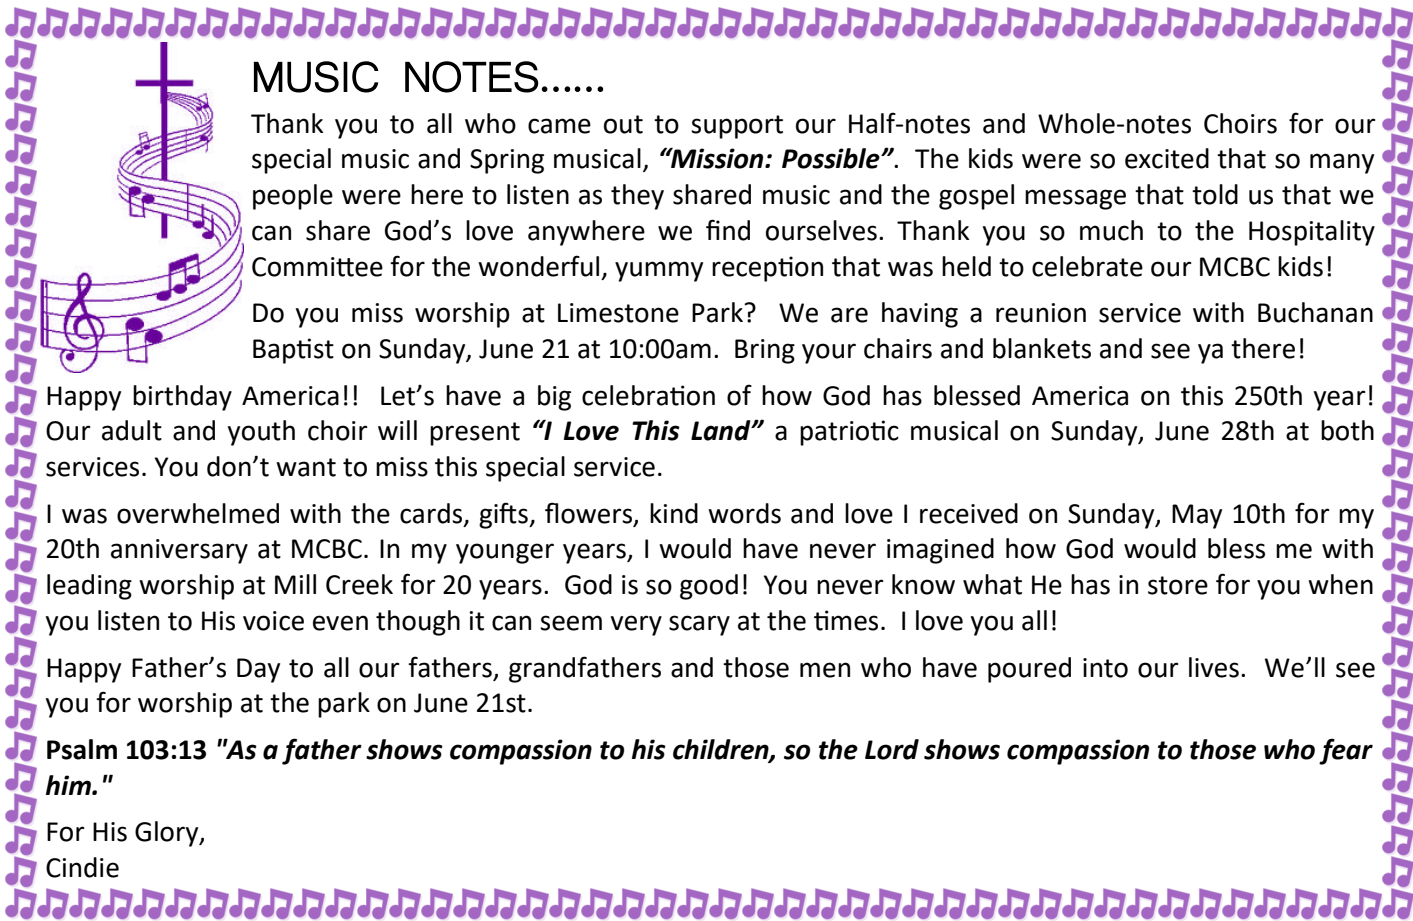 MUSIC NOTES......
Thank you to all who came out to support our Half-notes and Whole-notes Choirs for our
special music and Spring musical, “Mission: Possible”. The kids were so excited that so many
people were here to listen as they shared music and the gospel message that told us that we
can share God’s love anywhere we find ourselves. Thank you so much to the Hospitality
Committee for the wonderful, yummy reception that was held to celebrate our MCBC kids!
Do you miss worship at Limestone Park? We are having a reunion service with Buchanan
Baptist on Sunday, June 21 at 10:00am. Bring your chairs and blankets and see ya there!
Happy birthday America!! Let’s have a big celebration of how God has blessed America on this 250th year!
Our adult and youth choir will present “I Love This Land” a patriotic musical on Sunday, June 28th at both
services. You don’t want to miss this special service.
I was overwhelmed with the cards, gifts, flowers, kind words and love I received on Sunday, May 10th for my
20th anniversary at MCBC. In my younger years, I would have never imagined how God would bless me with
leading worship at Mill Creek for 20 years. God is so good! You never know what He has in store for you when
you listen to His voice even though it can seem very scary at the times. I love you all!
Happy Father’s Day to all our fathers, grandfathers and those men who have poured into our lives. We’ll see
you for worship at the park on June 21st.
Psalm 103:13 "As a father shows compassion to his children, so the Lord shows compassion to those who fear
him."
For His Glory,
Cindie